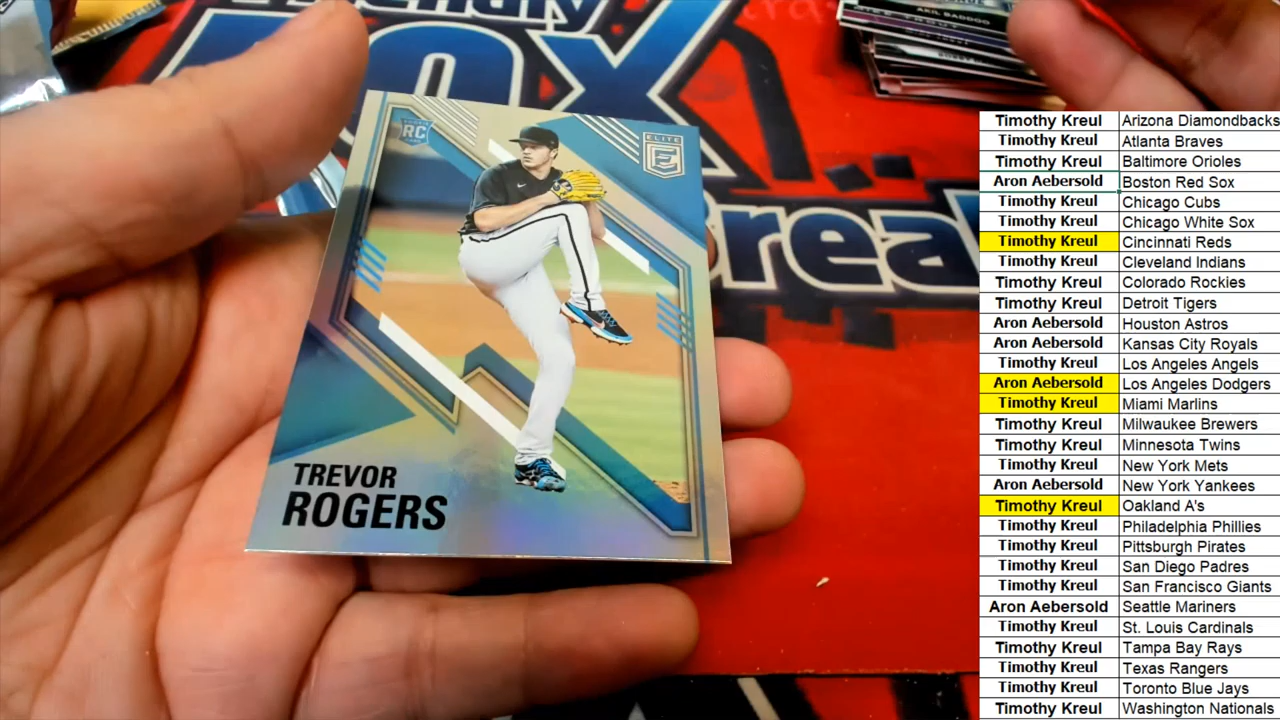 AKIL BADDOO
RC
ELITE
E
TREVOR
ROGERS
Timothy Kreul Arizona Diamondbacks
Timothy Kreul Atlanta Braves
Timothy Kreul Baltimore Orioles
Aron Aebersold Boston Red Sox
Timothy Kreul Chicago Cubs
Timothy Kreul Chicago White Sox
Timothy Kreul Cincinnati Reds
Timothy Kreul Cleveland Indians
Timothy Kreul Colorado Rockies
Timothy Kreul Detroit Tigers
Aron Aebersold Houston Astros
Aron Aebersold Kansas City Royals
Timothy Kreul Los Angeles Angels
Aron Aebersold Los Angeles Dodgers
Timothy Kreul Miami Marlins
Timothy Kreul Milwaukee Brewers
Timothy Kreul Minnesota Twins
Timothy Kreul New York Mets
Aron Aebersold New York Yankees
Timothy Kreul Oakland A's
Timothy Kreul Philadelphia Phillies
Timothy Kreul Pittsburgh Pirates
Timothy Kreul San Diego Padres
Timothy Kreul San Francisco Giants
Aron Aebersold Seattle Mariners
Timothy Kreul St. Louis Cardinals
Timothy Kreul Tampa Bay Rays
Timothy Kreul Texas Rangers
Timothy Kreul Toronto Blue Jays
Timothy Kreul Washington Nationals